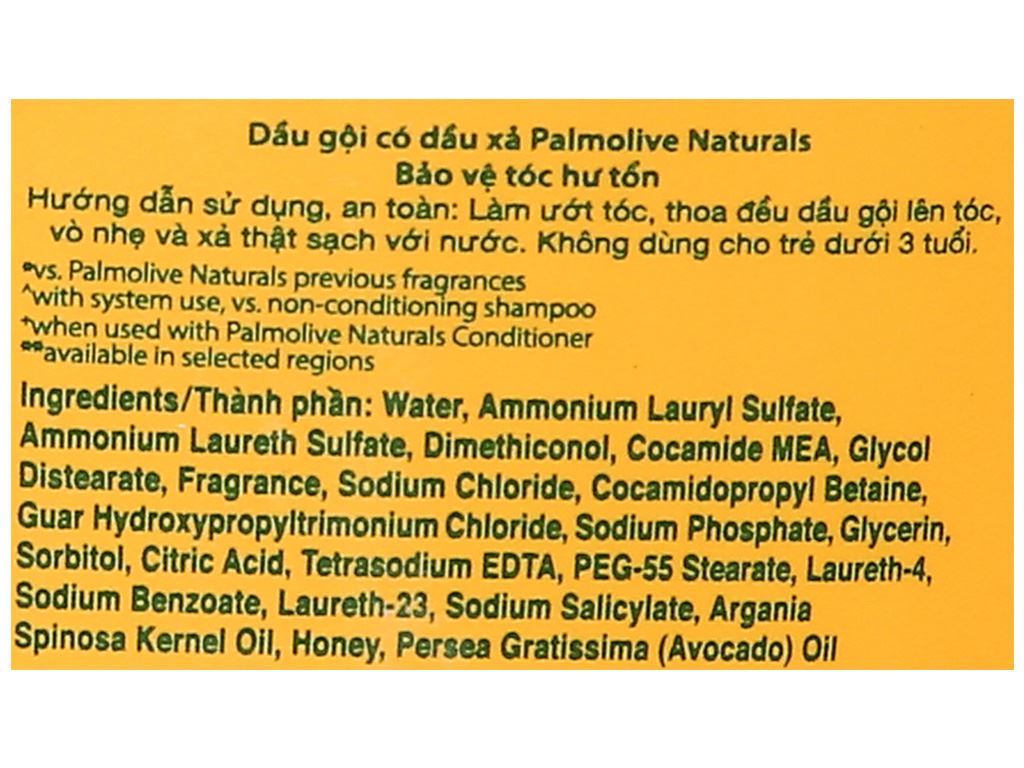 Dầu gội có dầu xả Palmolive Naturals
Bảo vệ tóc hư tổn
Hướng dẫn sử dụng, an toàn: Làm ướt tóc, thoa đều dầu gội lên tóc,
vò nhẹ và xả thật sạch với nước. Không dùng cho trẻ dưới 3 tuổi.
*vs. Palmolive Naturals previous fragrances
^with system use, vs. non-conditioning shampoo
+when used with Palmolive Naturals Conditioner
**available in selected regions
Ingredients/Thành phần: Water, Ammonium Lauryl Sulfate,
Ammonium Laureth Sulfate, Dimethiconol, Cocamide MEA, Glycol
Distearate, Fragrance, Sodium Chloride, Cocamidopropyl Betaine,
Guar Hydroxypropyltrimonium Chloride, Sodium Phosphate, Glycerin,
Sorbitol, Citric Acid, Tetrasodium EDTA, PEG-55 Stearate, Laureth-4,
Sodium Benzoate, Laureth-23, Sodium Salicylate, Argania
Spinosa Kernel Oil, Honey, Persea Gratissima (Avocado) Oil